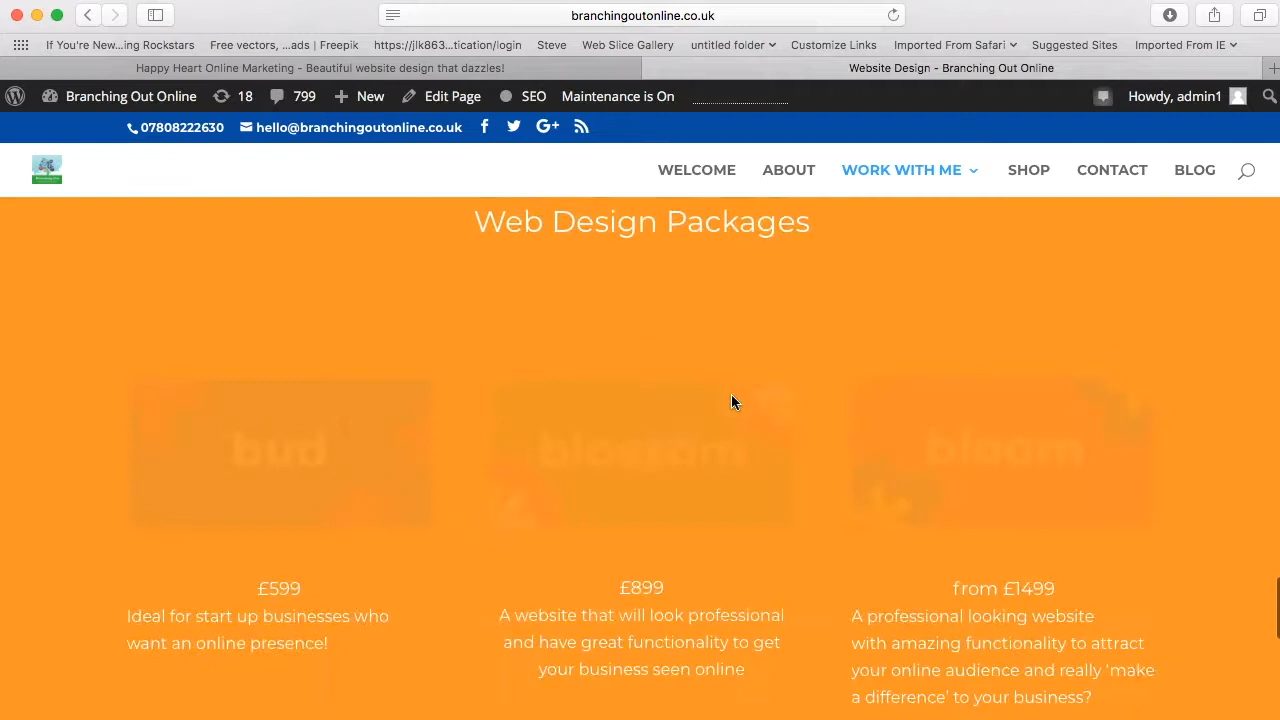 branchingoutonline.co.uk
If You're New...ing Rockstars
Free vectors, ...ads | Freepik
https://jlk863...tication/login
Steve
Web Slice Gallery
untitled folder
Customize Links
Imported From Safari
Suggested Sites
Imported From IE
Happy Heart Online Marketing - Beautiful website design that dazzles!
Website Design - Branching Out Online
Branching Out Online
18
799
New
Edit Page
SEO
Maintenance is On
Howdy, admin1
07808222630
hello@branchingoutonline.co.uk
WELCOME
ABOUT
WORK WITH ME
SHOP
CONTACT
BLOG
Web Design Packages
bud
blossom
bloom
£599
Ideal for start up businesses who
want an online presence!
£899
A website that will look professional
and have great functionality to get
your business seen online
from £1499
A professional looking website
with amazing functionality to attract
your online audience and really 'make
a difference' to your business?